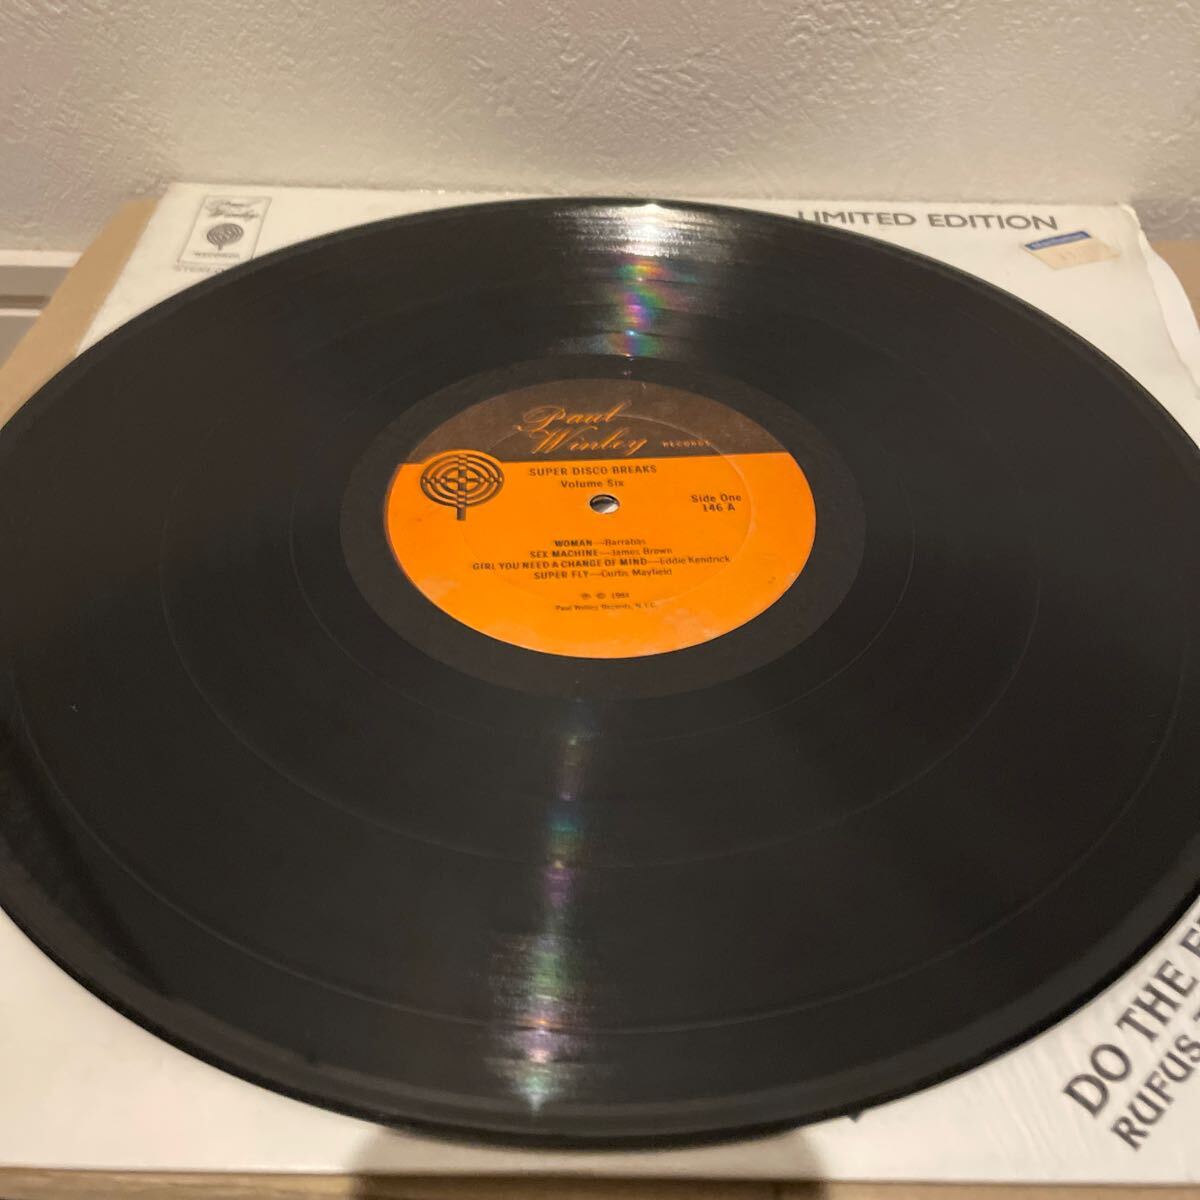 Paul
Winley
RECORDS
STEREO
LIMITED EDITION
Paul
Winley RECORDS
SUPER DISCO BREAKS
Volume Six
Side One
146 A
WOMAN—Barrabas
SEX MACHINE—James Brown
GIRL YOU NEED A CHANGE OF MIND—Eddie Kendrick
SUPER FLY—Curtis Mayfield
℗ © 1984
Paul Winley Records, N.Y.C.
DO THE
RUFUS